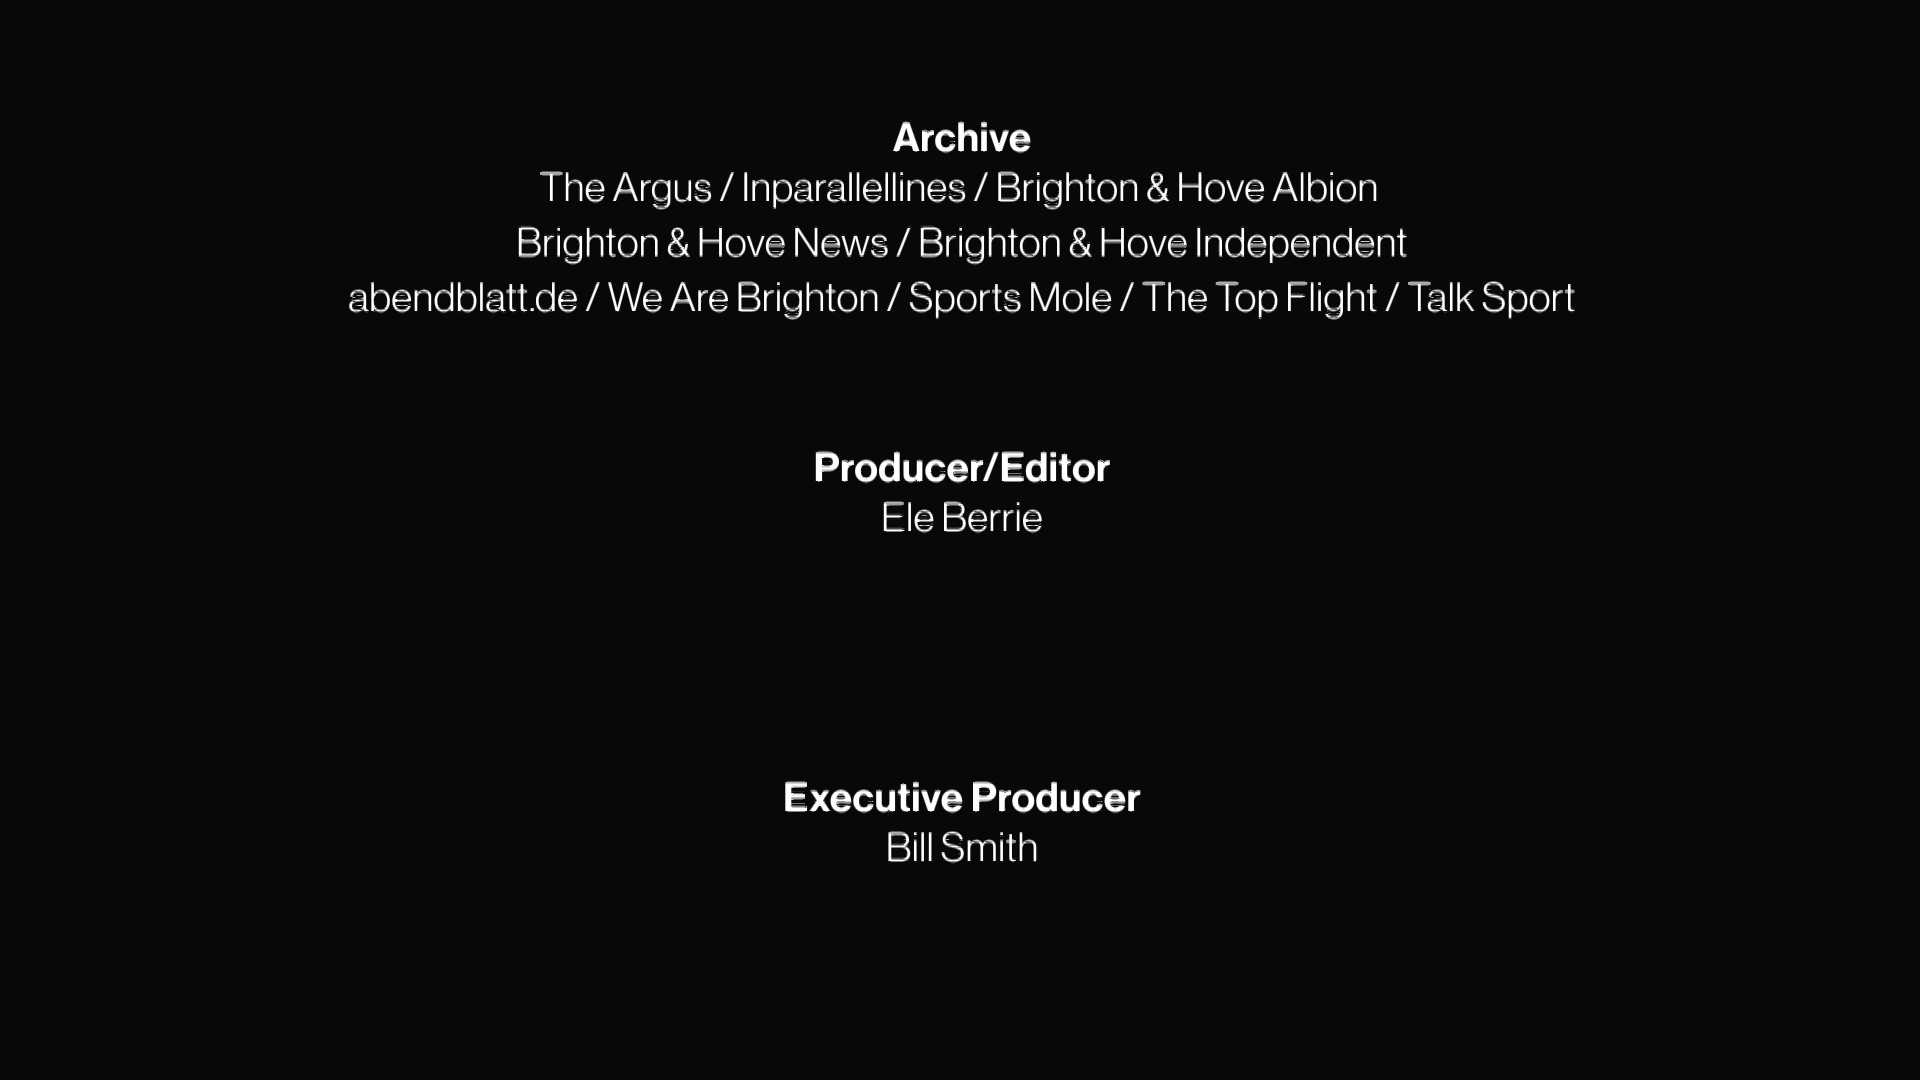 Archive
The Argus / Inparallellines / Brighton & Hove Albion
Brighton & Hove News / Brighton & Hove Independent
abendblatt.de / We Are Brighton / Sports Mole / The Top Flight / Talk Sport
Producer/Editor
Ele Berrie
Executive Producer
Bill Smith